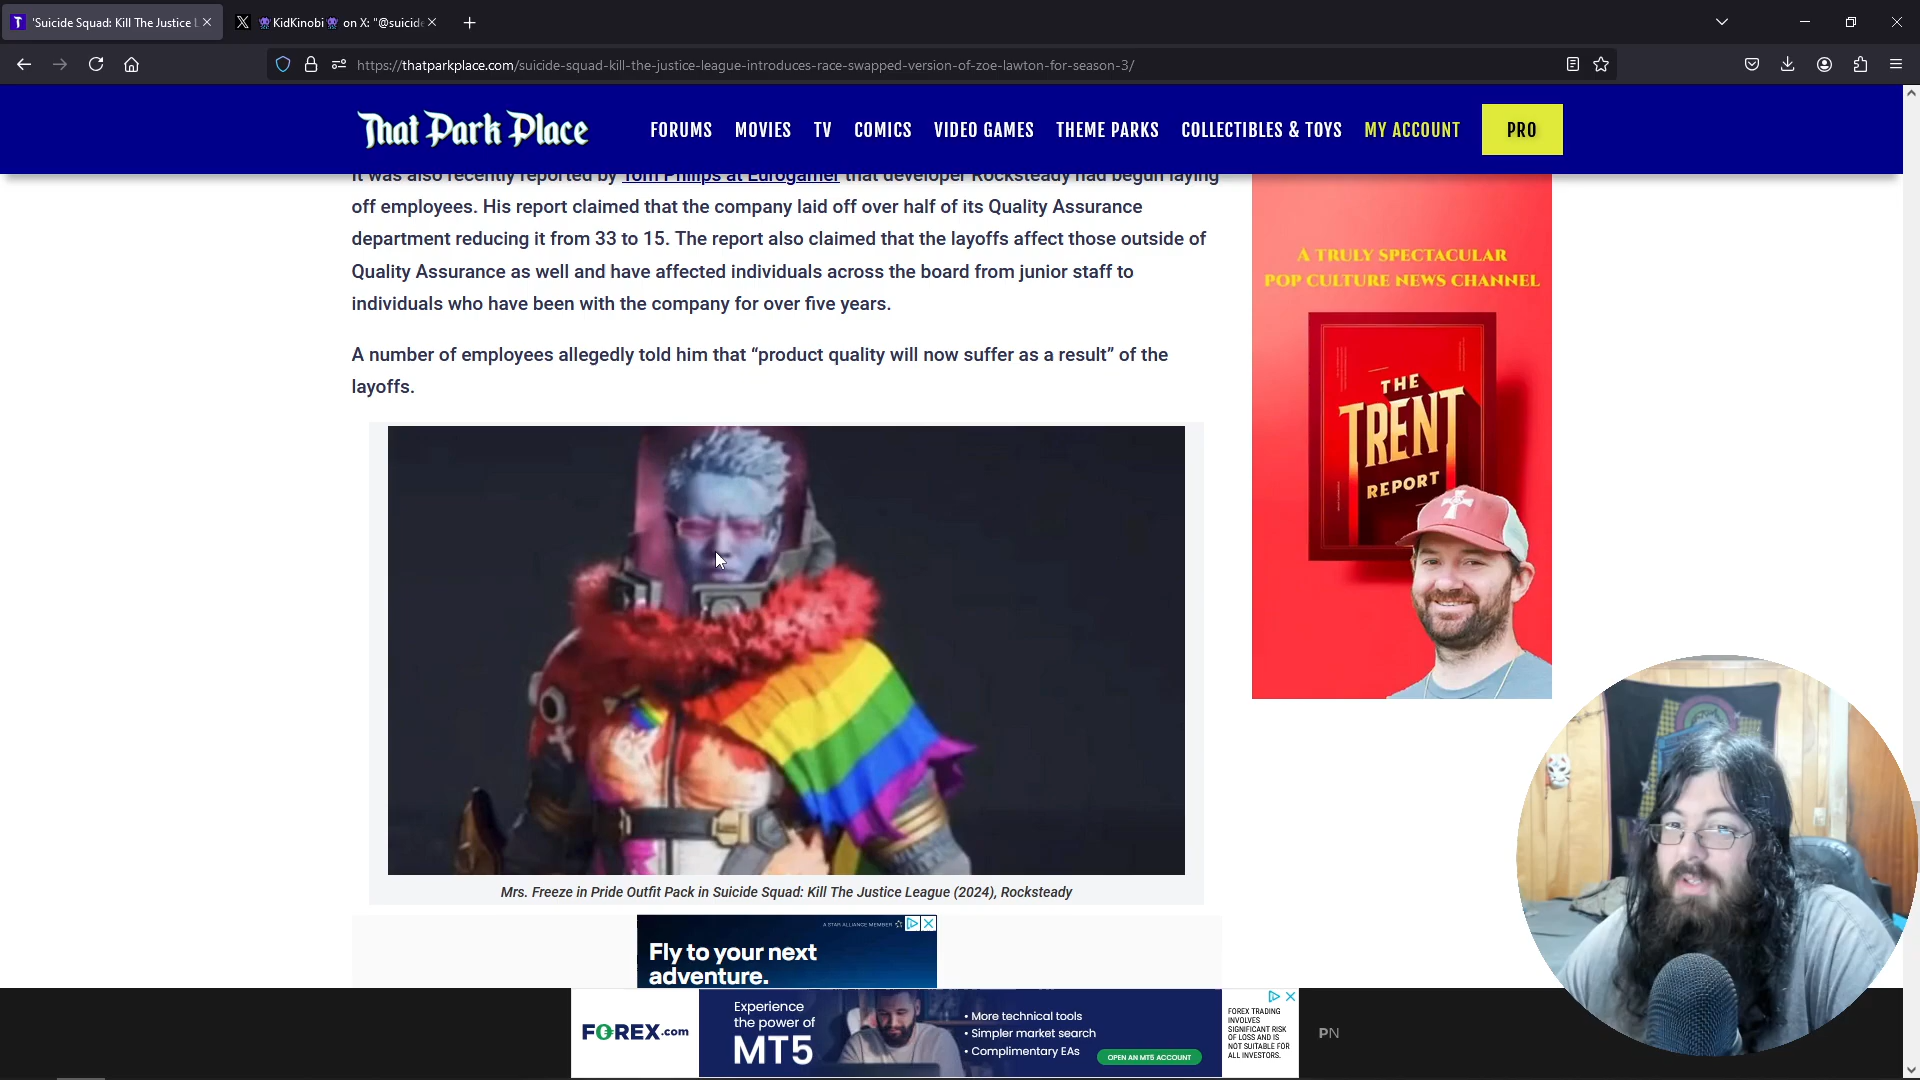 'Suicide Squad: Kill The Justice L
KidKinobi on X: "@suicide
https://thatparkplace.com/suicide-squad-kill-the-justice-league-introduces-race-swapped-version-of-zoe-lawton-for-season-3/
That Park Place
FORUMS MOVIES TV COMICS VIDEO GAMES THEME PARKS COLLECTIBLES & TOYS MY ACCOUNT PRO
It was also recently reported by Tom Philips at Eurogamer that developer Rocksteady had begun laying
off employees. His report claimed that the company laid off over half of its Quality Assurance
department reducing it from 33 to 15. The report also claimed that the layoffs affect those outside of
Quality Assurance as well and have affected individuals across the board from junior staff to
individuals who have been with the company for over five years.
A number of employees allegedly told him that “product quality will now suffer as a result” of the
layoffs.
Mrs. Freeze in Pride Outfit Pack in Suicide Squad: Kill The Justice League (2024), Rocksteady
A TRULY SPECTACULAR
POP CULTURE NEWS CHANNEL
THE
TRENT
REPORT
A STAR ALLIANCE MEMBER
Fly to your next
adventure.
FOREX.com
Experience
the power of
MT5
• More technical tools
• Simpler market search
• Complimentary EAs
OPEN AN MT5 ACCOUNT
FOREX TRADING
INVOLVES
SIGNIFICANT RISK
OF LOSS AND IS
NOT SUITABLE FOR
ALL INVESTORS.
PN